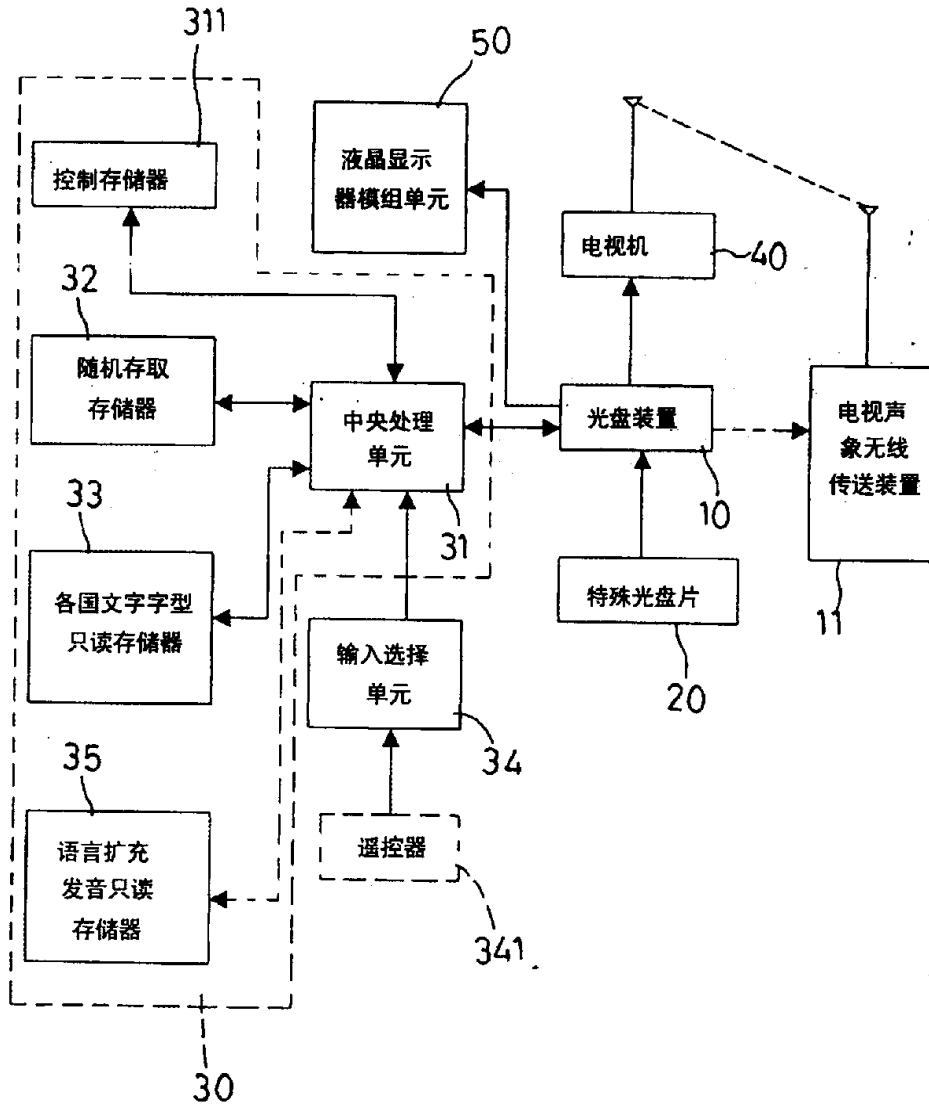 311
控制存储器
50
液晶显示
器模组单元
电视机
40
32
随机存取
存储器
中央处理
单元
31
光盘装置
10
电视声
象无线
传送装置
11
33
各国文字字型
只读存储器
特殊光盘片
20
输入选择
单元
34
35
语言扩充
发音只读
存储器
遥控器
341
30